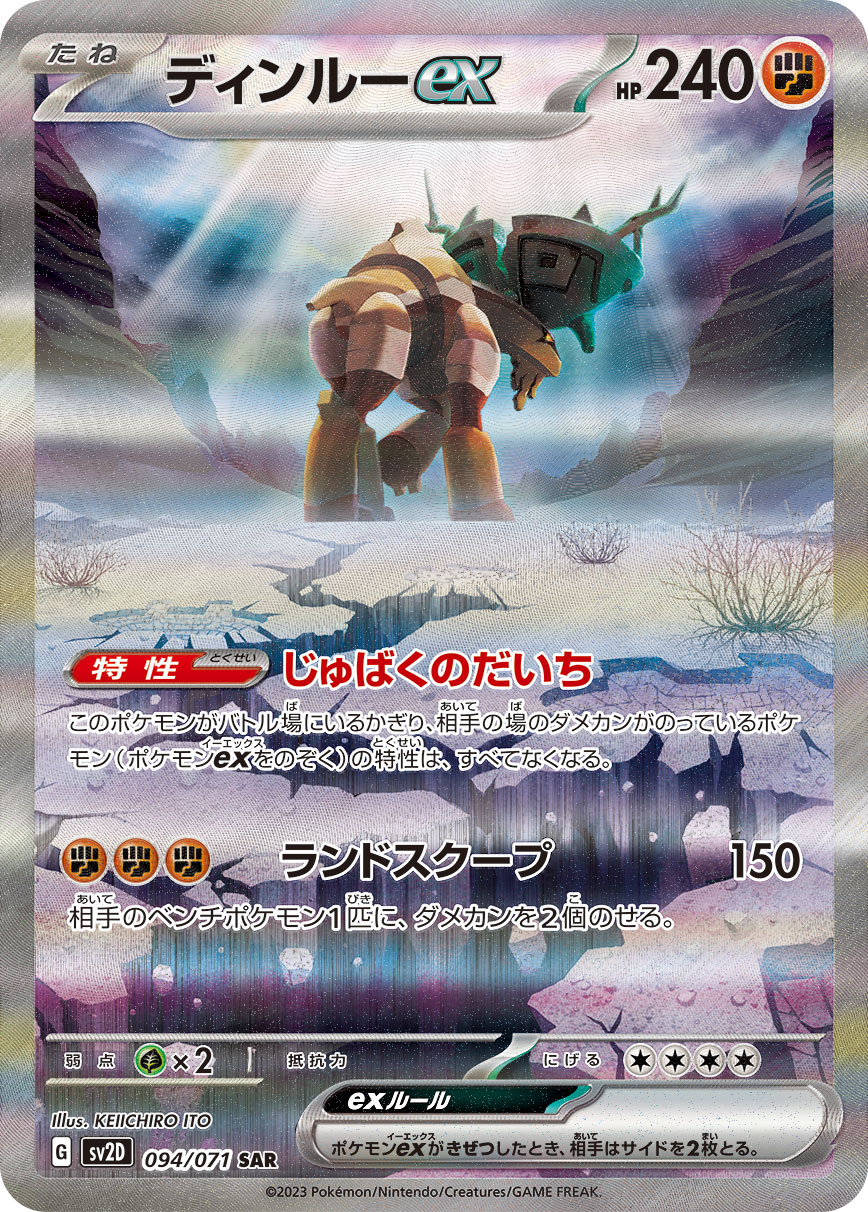 たね ディンルーex HP240
特性 とくせい じゅばくのだいち
このポケモンがバトル場にいるかぎり、相手の場のダメカンがのっているポケ
モン(ポケモンexをのぞく)の特性は、すべてなくなる。
ランドスクープ 150
相手のベンチポケモン1匹に、ダメカンを2個のせる。
弱点 ×2 抵抗力 にげる
exルール
ポケモンexがきぜつしたとき、相手はサイドを2枚とる。
Illus. KEIICHIRO ITO
G sv2D 094/071 SAR
©2023 Pokémon/Nintendo/Creatures/GAME FREAK.